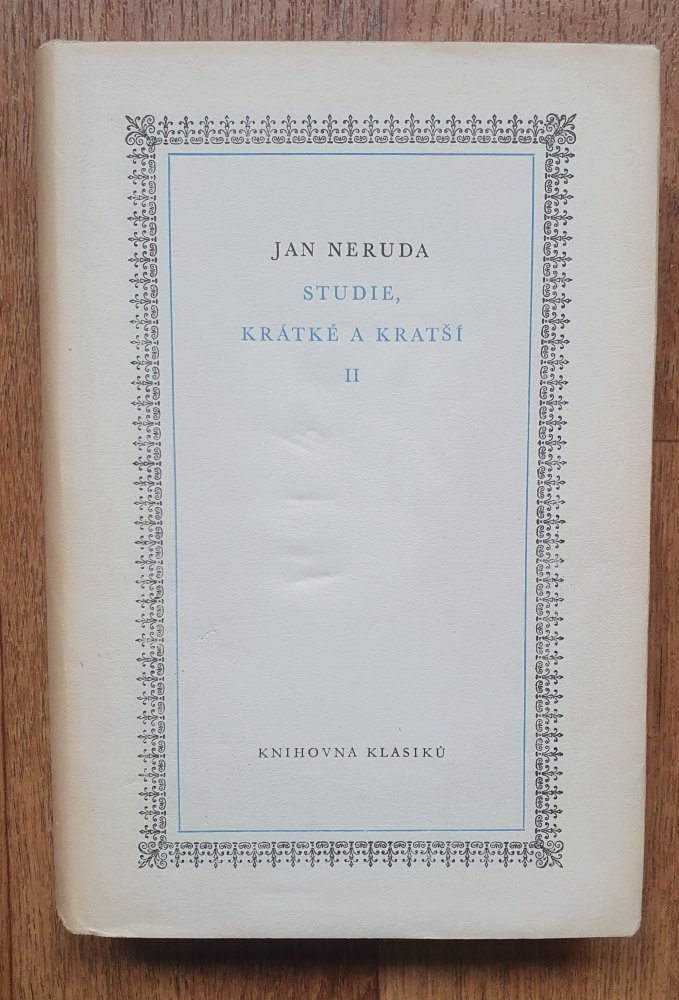 JAN NERUDA
STUDIE,
KRÁTKÉ A KRATŠÍ
II
KNIHOVNA KLASIKŮ